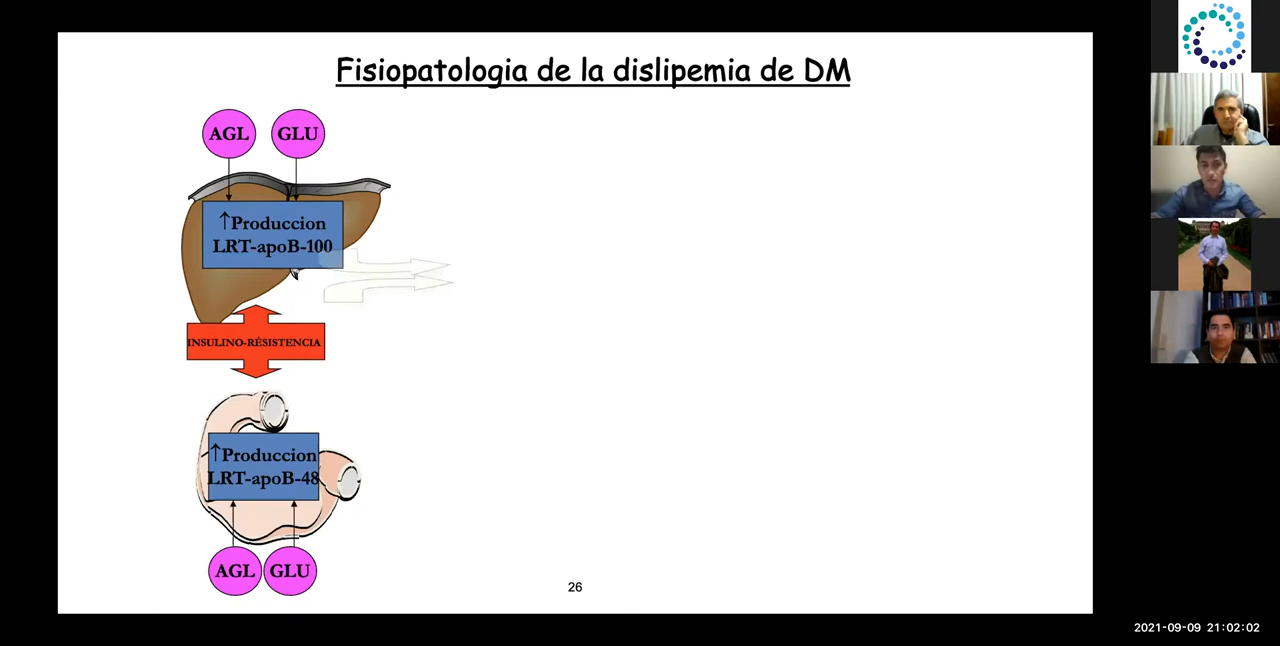 Fisiopatologia de la dislipemia de DM
AGL GLU
↑Produccion
LRT-apoB-100
INSULINO-RÉSISTENCIA
↑Produccion
LRT-apoB-48
AGL GLU
26
2021-09-09 21:02:02